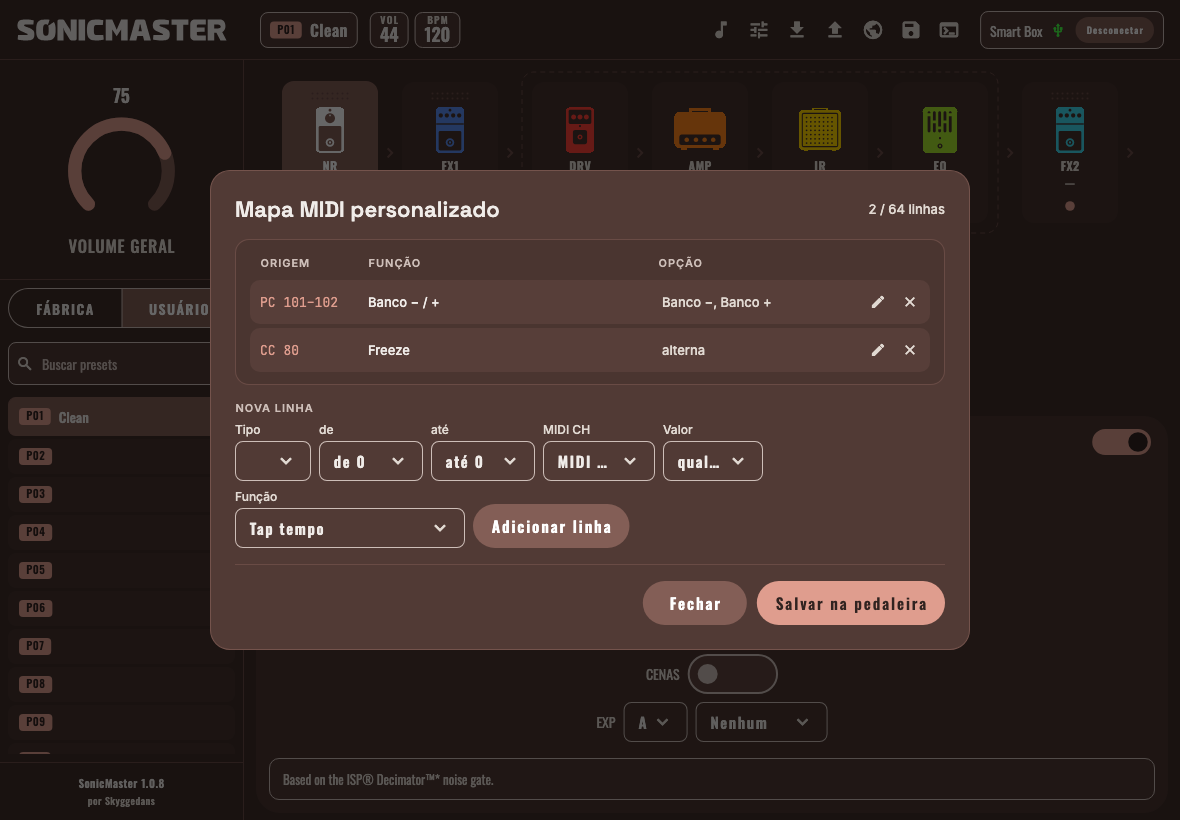 SONICMASTER
P01 Clean
VOL
44
BPM
120
Smart Box
Desconectar
75
VOLUME GERAL
NR
FX1
DRV
AMP
IR
EQ
FX2
FÁBRICA
USUÁRIO
Buscar presets
P01 Clean
P02
P03
P04
P05
P06
P07
P08
P09
SonicMaster 1.0.8
por Skyggedans
Mapa MIDI personalizado
2 / 64 linhas
ORIGEM FUNÇÃO OPÇÃO
PC 101–102 Banco − / + Banco −, Banco +
CC 80 Freeze alterna
NOVA LINHA
Tipo de até MIDI CH Valor
de 0 até 0 MIDI ... qual...
Função
Tap tempo
Adicionar linha
Fechar
Salvar na pedaleira
CENAS
EXP A Nenhum
Based on the ISP® Decimator™* noise gate.